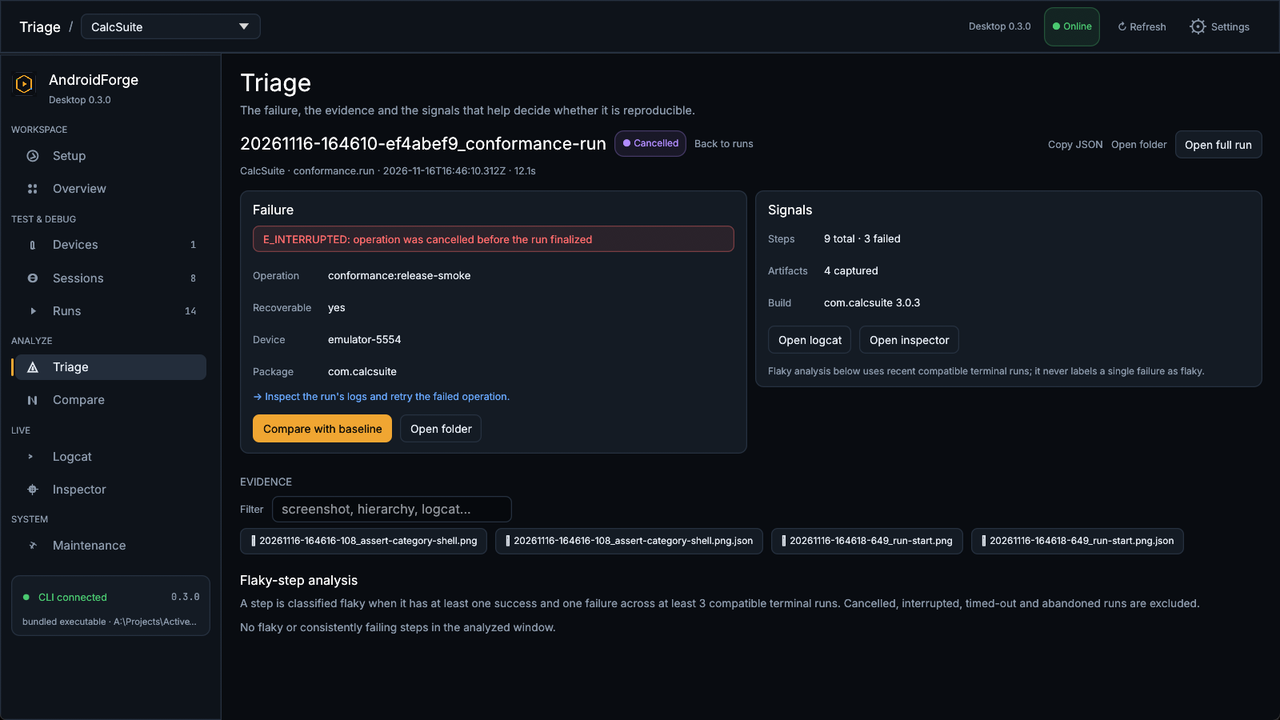 Triage / CalcSuite
Desktop 0.3.0 Online Refresh Settings
AndroidForge
Desktop 0.3.0
WORKSPACE
Setup
Overview
TEST & DEBUG
Devices 1
Sessions 8
Runs 14
ANALYZE
Triage
Compare
LIVE
Logcat
Inspector
SYSTEM
Maintenance
CLI connected 0.3.0
bundled executable · A:\Projects\Active...
Triage
The failure, the evidence and the signals that help decide whether it is reproducible.
20261116-164610-ef4abef9_conformance-run Cancelled Back to runs
Copy JSON Open folder Open full run
CalcSuite · conformance.run · 2026-11-16T16:46:10.312Z · 12.1s
Failure
E_INTERRUPTED: operation was cancelled before the run finalized
Operation conformance:release-smoke
Recoverable yes
Device emulator-5554
Package com.calcsuite
→ Inspect the run's logs and retry the failed operation.
Compare with baseline Open folder
Signals
Steps 9 total · 3 failed
Artifacts 4 captured
Build com.calcsuite 3.0.3
Open logcat Open inspector
Flaky analysis below uses recent compatible terminal runs; it never labels a single failure as flaky.
EVIDENCE
Filter screenshot, hierarchy, logcat...
20261116-164616-108_assert-category-shell.png 20261116-164616-108_assert-category-shell.png.json 20261116-164618-649_run-start.png 20261116-164618-649_run-start.png.json
Flaky-step analysis
A step is classified flaky when it has at least one success and one failure across at least 3 compatible terminal runs. Cancelled, interrupted, timed-out and abandoned runs are excluded.
No flaky or consistently failing steps in the analyzed window.